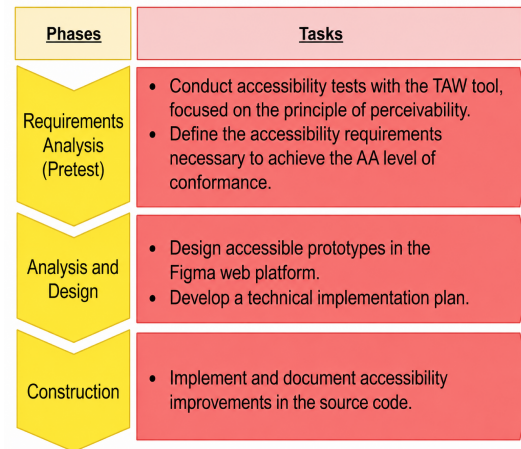 Phases
Tasks
Requirements
Analysis
(Pretest)
• Conduct accessibility tests with the TAW tool,
focused on the principle of perceivability.
• Define the accessibility requirements
necessary to achieve the AA level of
conformance.
Analysis and
Design
• Design accessible prototypes in the
Figma web platform.
• Develop a technical implementation plan.
Construction
• Implement and document accessibility
improvements in the source code.